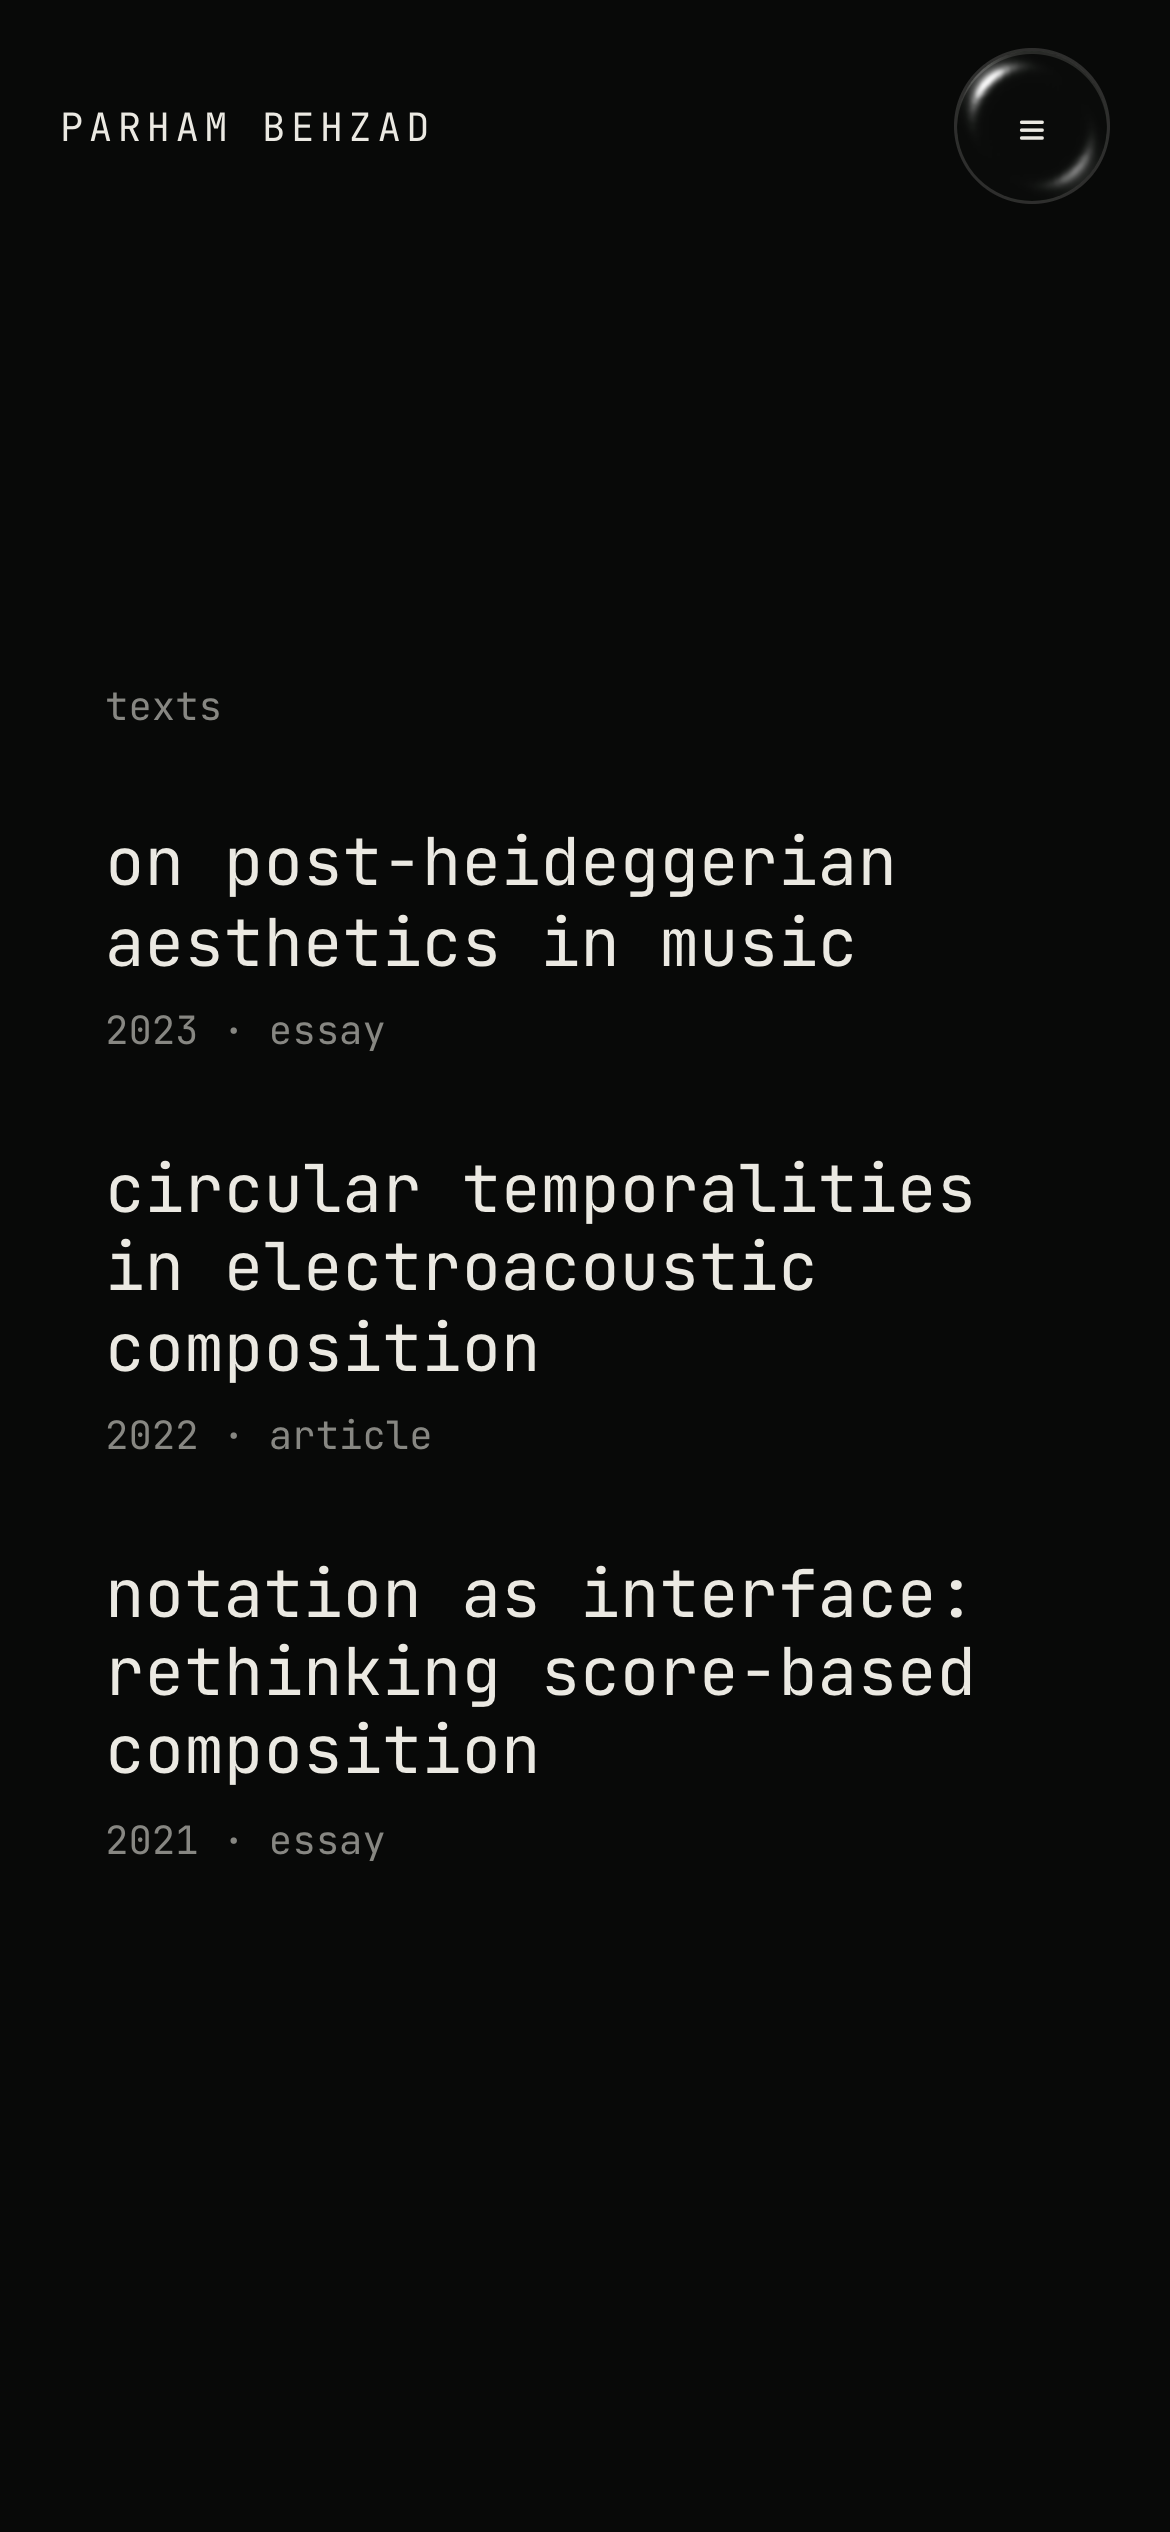 PARHAM BEHZAD
texts
on post-heideggerian
aesthetics in music
2023 · essay
circular temporalities
in electroacoustic
composition
2022 · article
notation as interface:
rethinking score-based
composition
2021 · essay